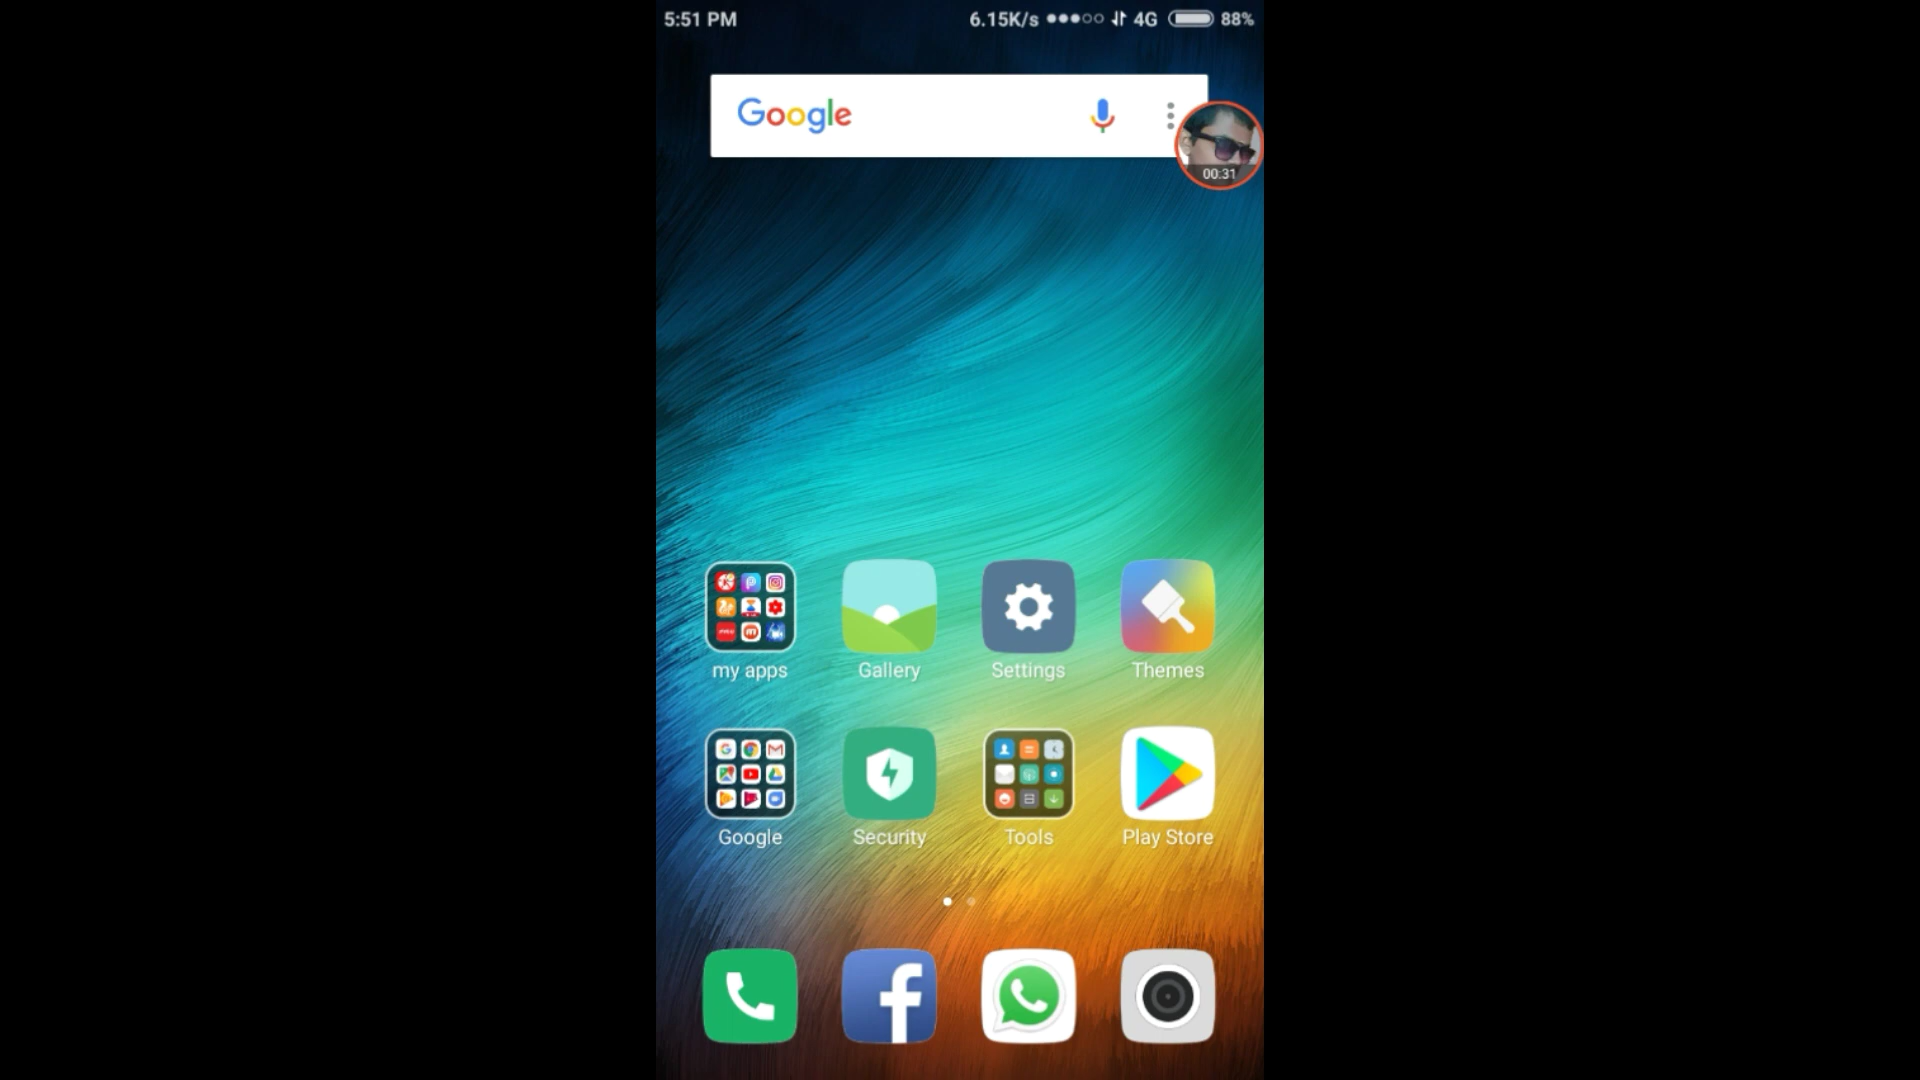 5:51 PM 6.15K/s 4G 88%
Google
00:31
my apps Gallery Settings Themes
Google Security Tools Play Store